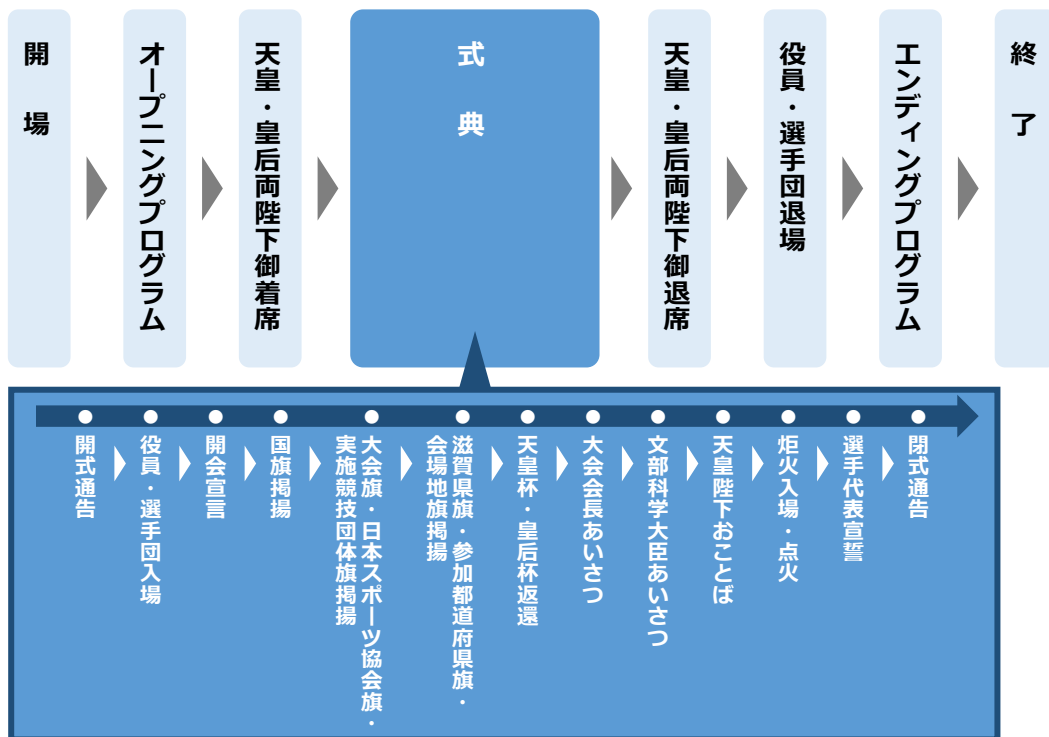 開場
オープニングプログラム
天皇・皇后両陛下御着席
式典
天皇・皇后両陛下御退席
役員・選手団退場
エンディングプログラム
終了
開式通告
役員・選手団入場
開会宣言
国旗掲揚
大会旗・日本スポーツ協会旗・
実施競技団体旗掲揚
滋賀県旗・参加都道府県旗・
会場地旗掲揚
天皇杯・皇后杯返還
大会会長あいさつ
文部科学大臣あいさつ
天皇陛下おことば
炬火入場・点火
選手代表宣誓
閉式通告